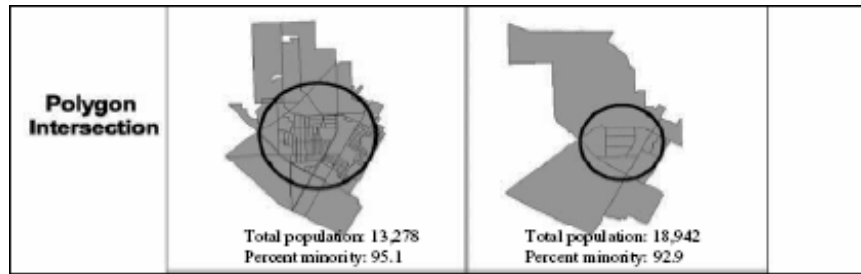 Polygon
Intersection
Total population: 13,278
Percent minority: 95.1
Total population: 18,942
Percent minority: 92.9